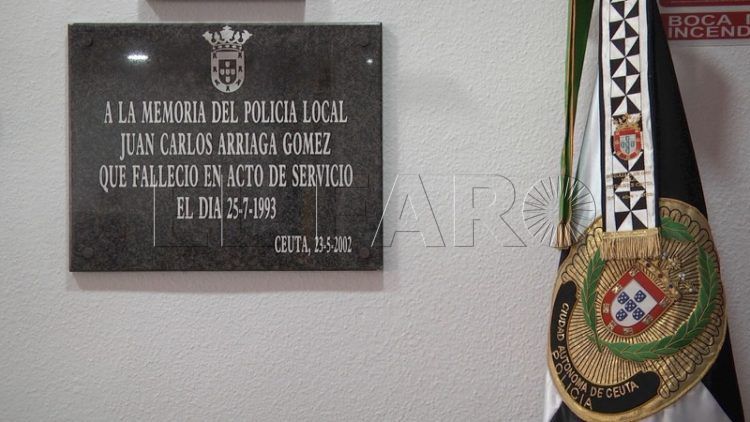 A LA MEMORIA DEL POLICIA LOCAL
JUAN CARLOS ARRIAGA GOMEZ
QUE FALLECIO EN ACTO DE SERVICIO
EL DIA 25-7-1993
CEUTA, 23-5-2002
EL FARO
BOCA
INCEND
CIUDAD AUTONOMA DE CEUTA
POLICIA